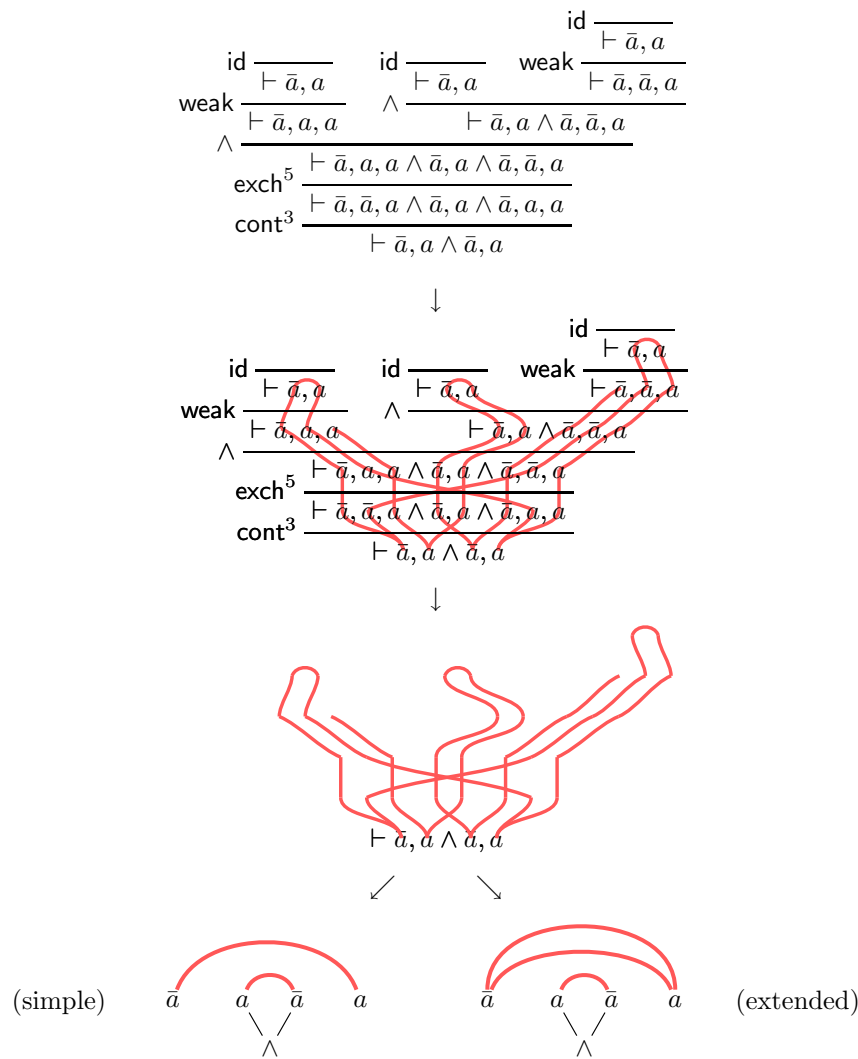 id
⊢ ā, a
id id weak
⊢ ā, a ⊢ ā, a ⊢ ā, ā, a
weak ∧
⊢ ā, a, a ⊢ ā, a ∧ ā, ā, a
∧
⊢ ā, a, a ∧ ā, a ∧ ā, ā, a
exch⁵
⊢ ā, ā, a ∧ ā, a ∧ ā, a, a
cont³
⊢ ā, a ∧ ā, a
↓
id
⊢ ā, a
id id weak
⊢ ā, a ⊢ ā, a ⊢ ā, ā, a
weak ∧
⊢ ā, a, a ⊢ ā, a ∧ ā, ā, a
∧
⊢ ā, a, a ∧ ā, a ∧ ā, ā, a
exch⁵
⊢ ā, ā, a ∧ ā, a ∧ ā, a, a
cont³
⊢ ā, a ∧ ā, a
↓
⊢ ā, a ∧ ā, a
↙ ↘
(simple) ā a ā a ā a ā a (extended)
∧ ∧